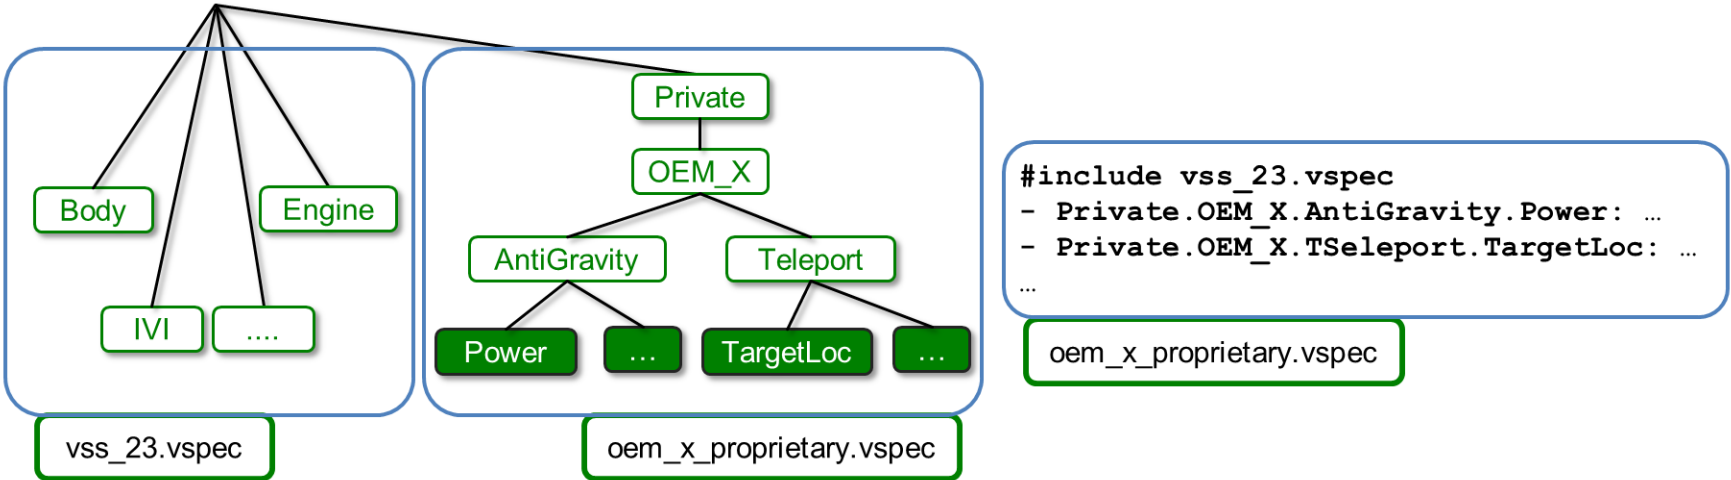 Private
OEM_X
Body
Engine
AntiGravity
Teleport
IVI
....
Power
...
TargetLoc
...
vss_23.vspec
oem_x_proprietary.vspec
#include vss_23.vspec
- Private.OEM_X.AntiGravity.Power: …
- Private.OEM_X.TSeleport.TargetLoc: …
…
oem_x_proprietary.vspec